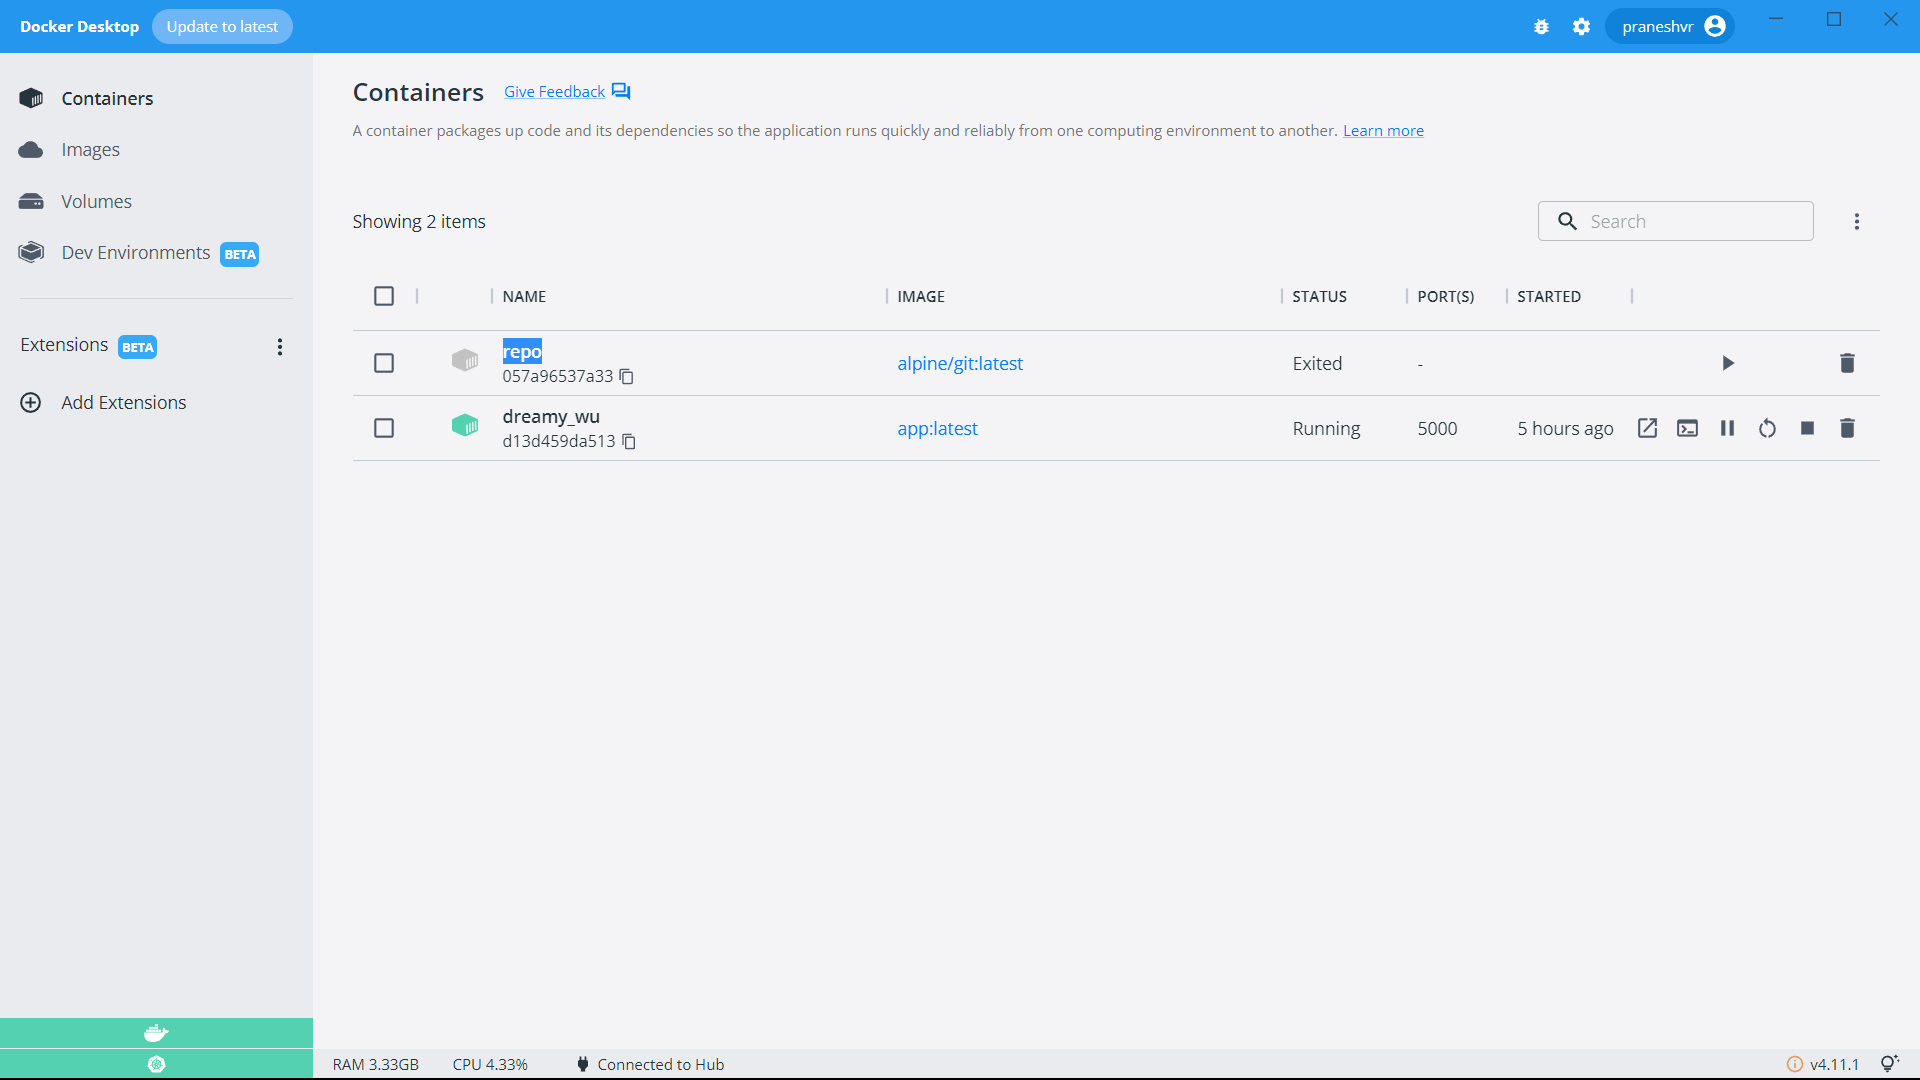 Docker Desktop Update to latest praneshvr
Containers
Images
Volumes
Dev Environments BETA
Extensions BETA
Add Extensions
Containers Give Feedback
A container packages up code and its dependencies so the application runs quickly and reliably from one computing environment to another. Learn more
Showing 2 items Search
NAME IMAGE STATUS PORT(S) STARTED
repo
057a96537a33 alpine/git:latest Exited -
dreamy_wu
d13d459da513 app:latest Running 5000 5 hours ago
RAM 3.33GB CPU 4.33% Connected to Hub v4.11.1